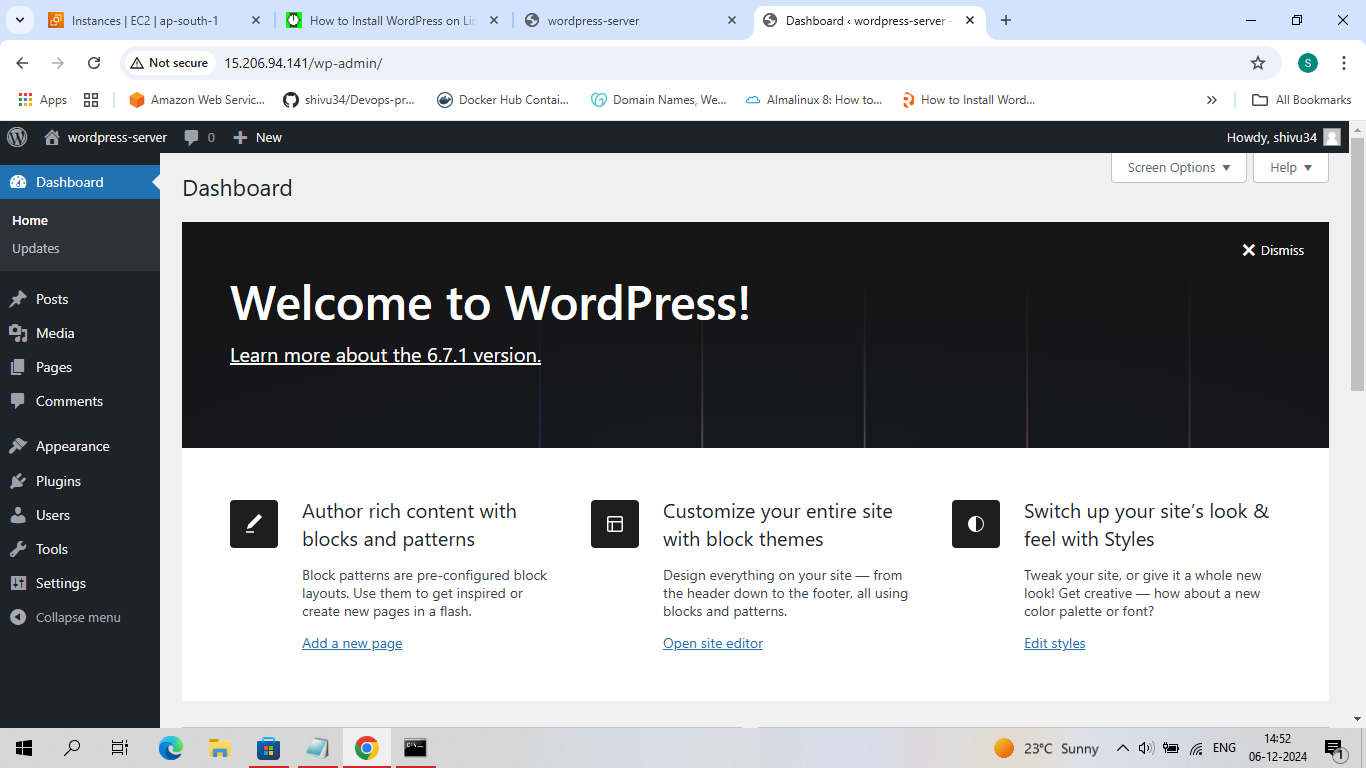 Instances | EC2 | ap-south-1
How to Install WordPress on Lin
wordpress-server
Dashboard ‹ wordpress-server -
Not secure
15.206.94.141/wp-admin/
S
Apps
Amazon Web Servic...
shivu34/Devops-pr...
Docker Hub Contai...
Domain Names, We...
Almalinux 8: How to...
How to Install Word...
All Bookmarks
wordpress-server
0
New
Howdy, shivu34
Dashboard
Home
Updates
Posts
Media
Pages
Comments
Appearance
Plugins
Users
Tools
Settings
Collapse menu
Screen Options
Help
Dashboard
Dismiss
Welcome to WordPress!
Learn more about the 6.7.1 version.
Author rich content with
blocks and patterns
Block patterns are pre-configured block
layouts. Use them to get inspired or
create new pages in a flash.
Add a new page
Customize your entire site
with block themes
Design everything on your site — from
the header down to the footer, all using
blocks and patterns.
Open site editor
Switch up your site’s look &
feel with Styles
Tweak your site, or give it a whole new
look! Get creative — how about a new
color palette or font?
Edit styles
23°C Sunny
ENG
14:52
06-12-2024
1